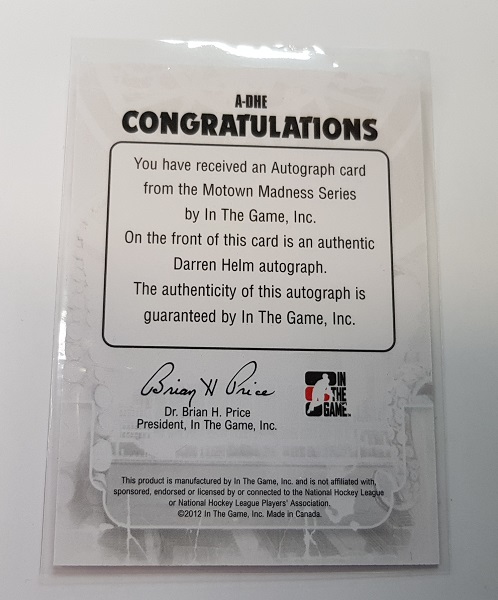 A-DHE
CONGRATULATIONS
You have received an Autograph card
from the Motown Madness Series
by In The Game, Inc.
On the front of this card is an authentic
Darren Helm autograph.
The authenticity of this autograph is
guaranteed by In The Game, Inc.
Brian H Price
Dr. Brian H. Price
President, In The Game, Inc.
IN
THE
GAME
This product is manufactured by In The Game, Inc. and is not affiliated with,
sponsored, endorsed or licensed by or connected to the National Hockey League
or National Hockey League Players' Association.
©2012 In The Game, Inc. Made in Canada.